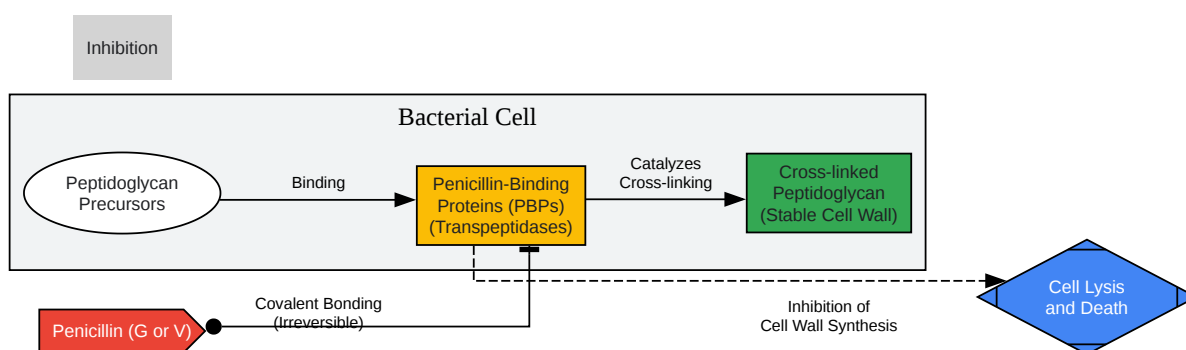 Inhibition
Bacterial Cell
Peptidoglycan
Precursors
Binding
Penicillin-Binding
Proteins (PBPs)
(Transpeptidases)
Catalyzes
Cross-linking
Cross-linked
Peptidoglycan
(Stable Cell Wall)
Penicillin (G or V)
Covalent Bonding
(Irreversible)
Inhibition of
Cell Wall Synthesis
Cell Lysis
and Death